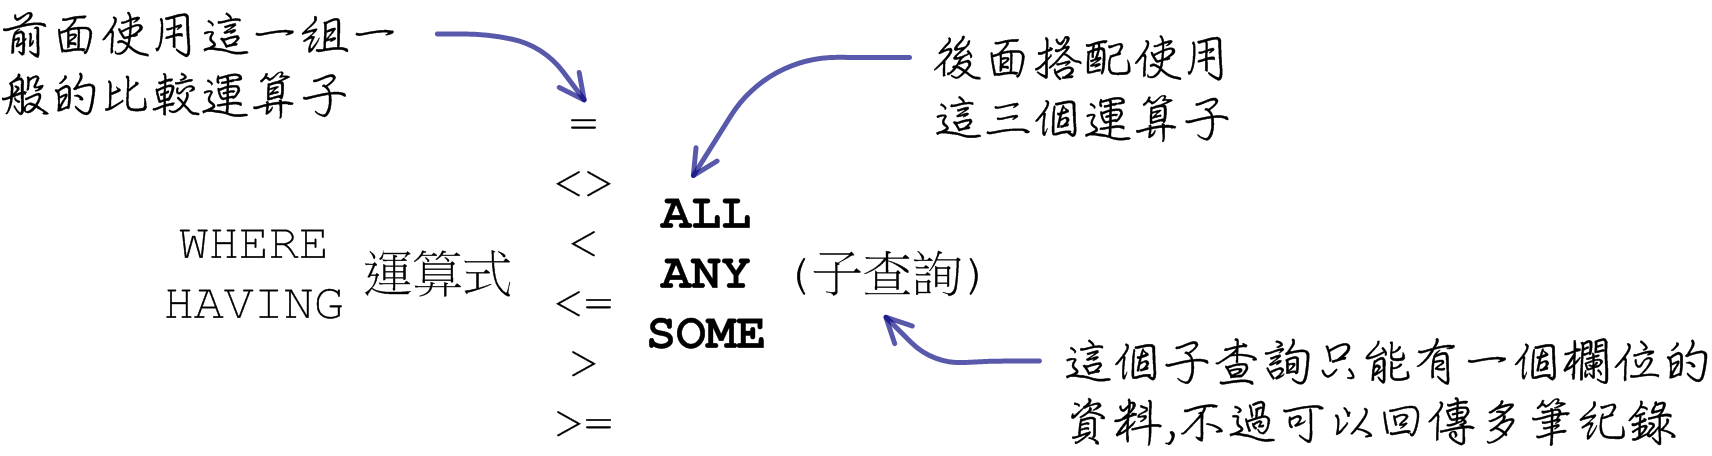 前面使用這一組一
般的比較運算子
後面搭配使用
這三個運算子
WHERE
HAVING
運算式
=
<>
<
<=
>
>=
ALL
ANY
SOME
(子查詢)
這個子查詢只能有一個欄位的
資料,不過可以回傳多筆紀錄